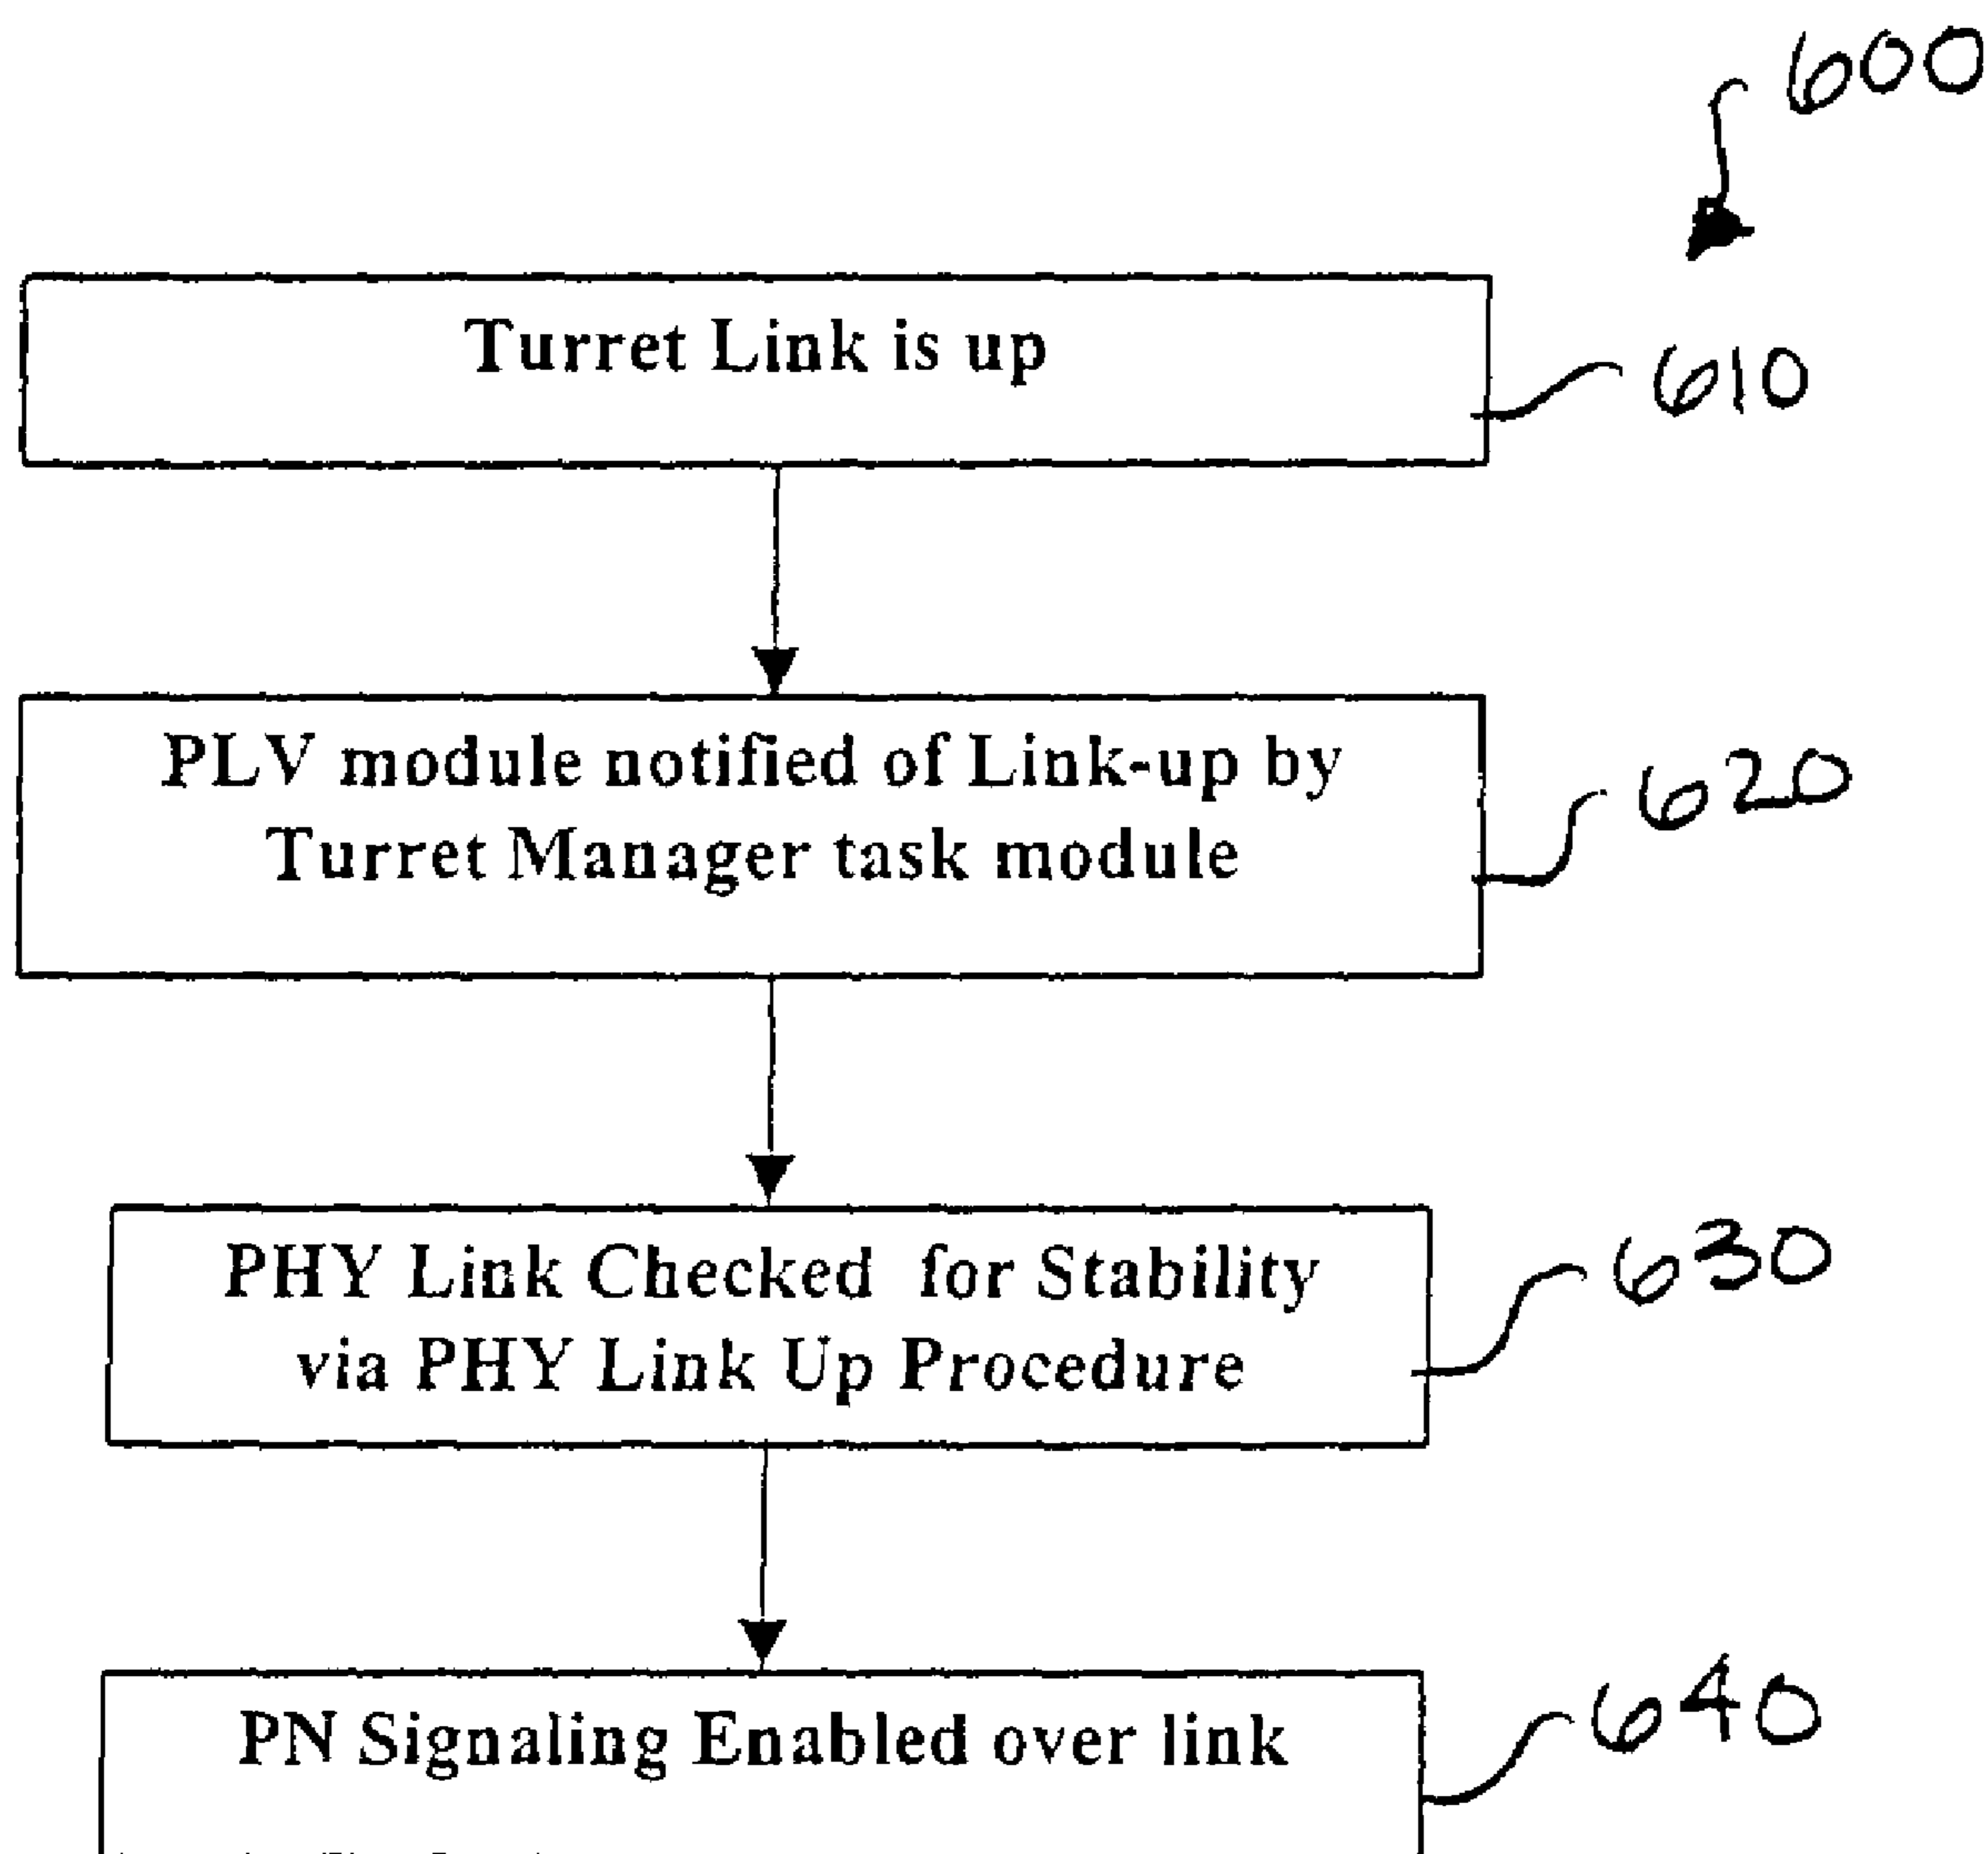 600
Turret Link is up
610
PLV module notified of Link-up by
Turret Manager task module
620
PHY Link Checked for Stability
via PHY Link Up Procedure
630
PN Signaling Enabled over link
640